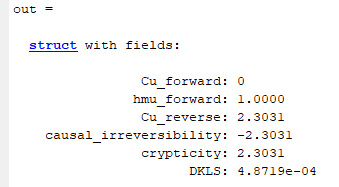 out =
struct with fields:
Cu_forward: 0
hmu_forward: 1.0000
Cu_reverse: 2.3031
causal_irreversibility: -2.3031
crypticity: 2.3031
DKLS: 4.8719e-04